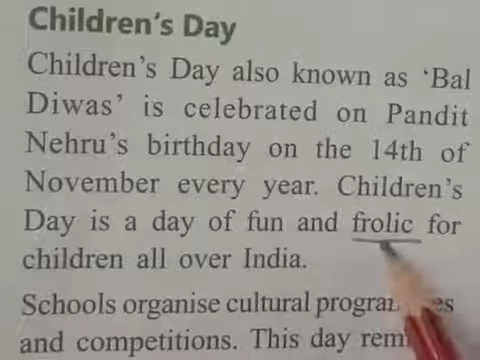 Children's Day
Children's Day also known as 'Bal
Diwas' is celebrated on Pandit
Nehru's birthday on the 14th of
November every year. Children's
Day is a day of fun and frolic for
children all over India.
Schools organise cultural
and competitions. This day